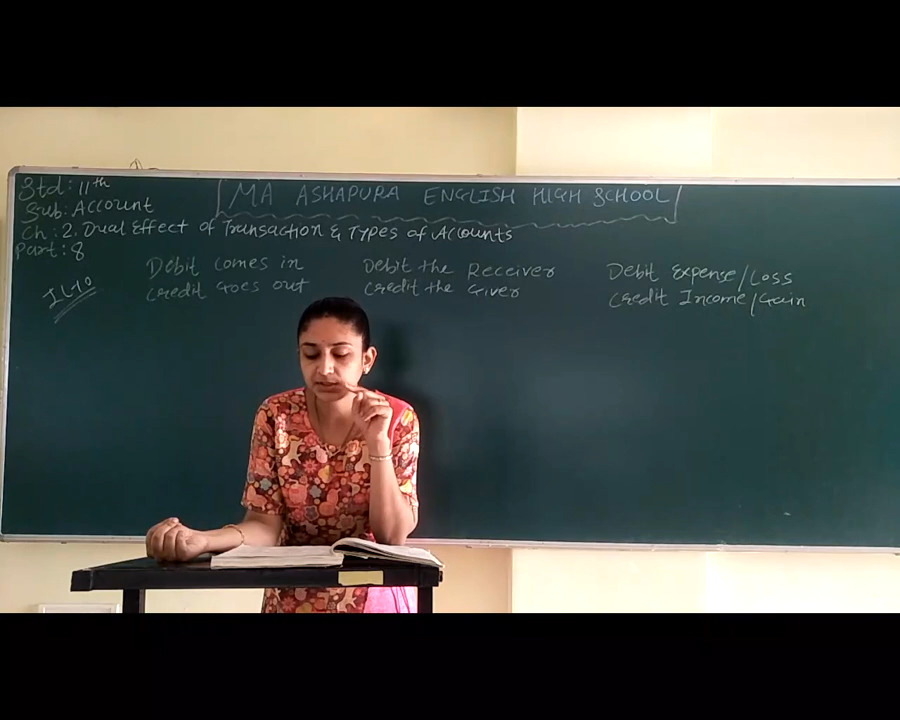 Std: 11th
MA ASHAPURA ENGLISH HIGH SCHOOL
Sub: Account
Ch: 2. Dual Effect of Transaction & Types of Accounts
Part: 8
Debit comes in
Credit Goes out
Debit the Receiver
Credit the Giver
Debit Expense/Loss
Credit Income/Gain